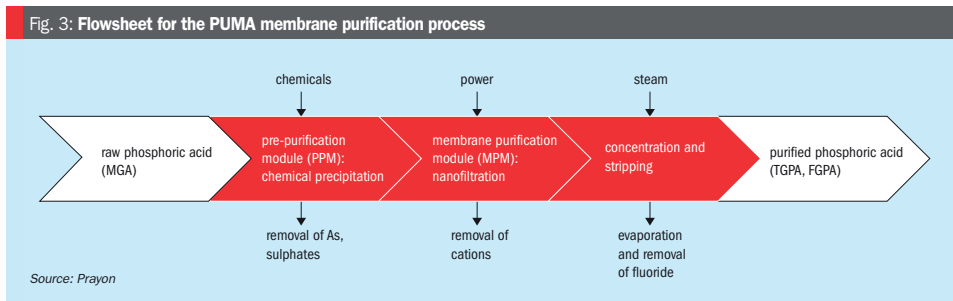 Fig. 3: Flowsheet for the PUMA membrane purification process
chemicals
power
steam
raw phosphoric acid
(MGA)
pre-purification
module (PPM):
chemical precipitation
membrane purification
module (MPM):
nanofiltration
concentration and
stripping
purified phosphoric acid
(TGPA, FGPA)
removal of As,
sulphates
removal of
cations
evaporation
and removal
of fluoride
Source: Prayon